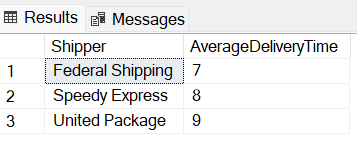 Results Messages
Shipper AverageDeliveryTime
1 Federal Shipping 7
2 Speedy Express 8
3 United Package 9